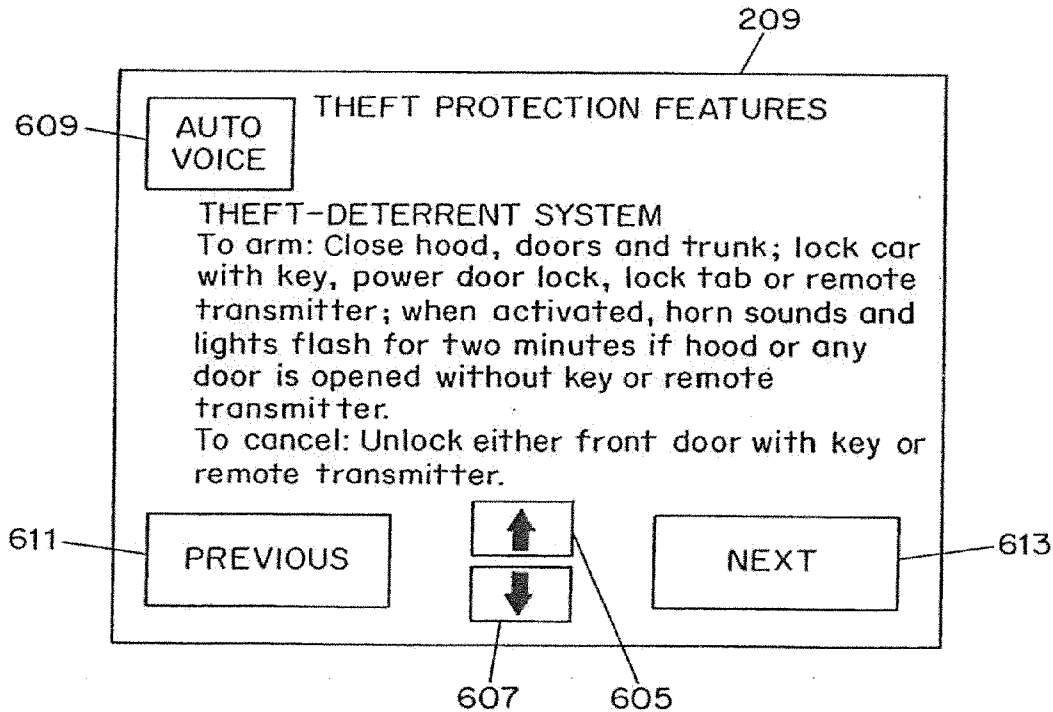 209
THEFT PROTECTION FEATURES
609
AUTO
VOICE
THEFT-DETERRENT SYSTEM
To arm: Close hood, doors and trunk; lock car
with key, power door lock, lock tab or remote
transmitter; when activated, horn sounds and
lights flash for two minutes if hood or any
door is opened without key or remote
transmitter.
To cancel: Unlock either front door with key or
remote transmitter.
611
PREVIOUS
NEXT
613
607
605